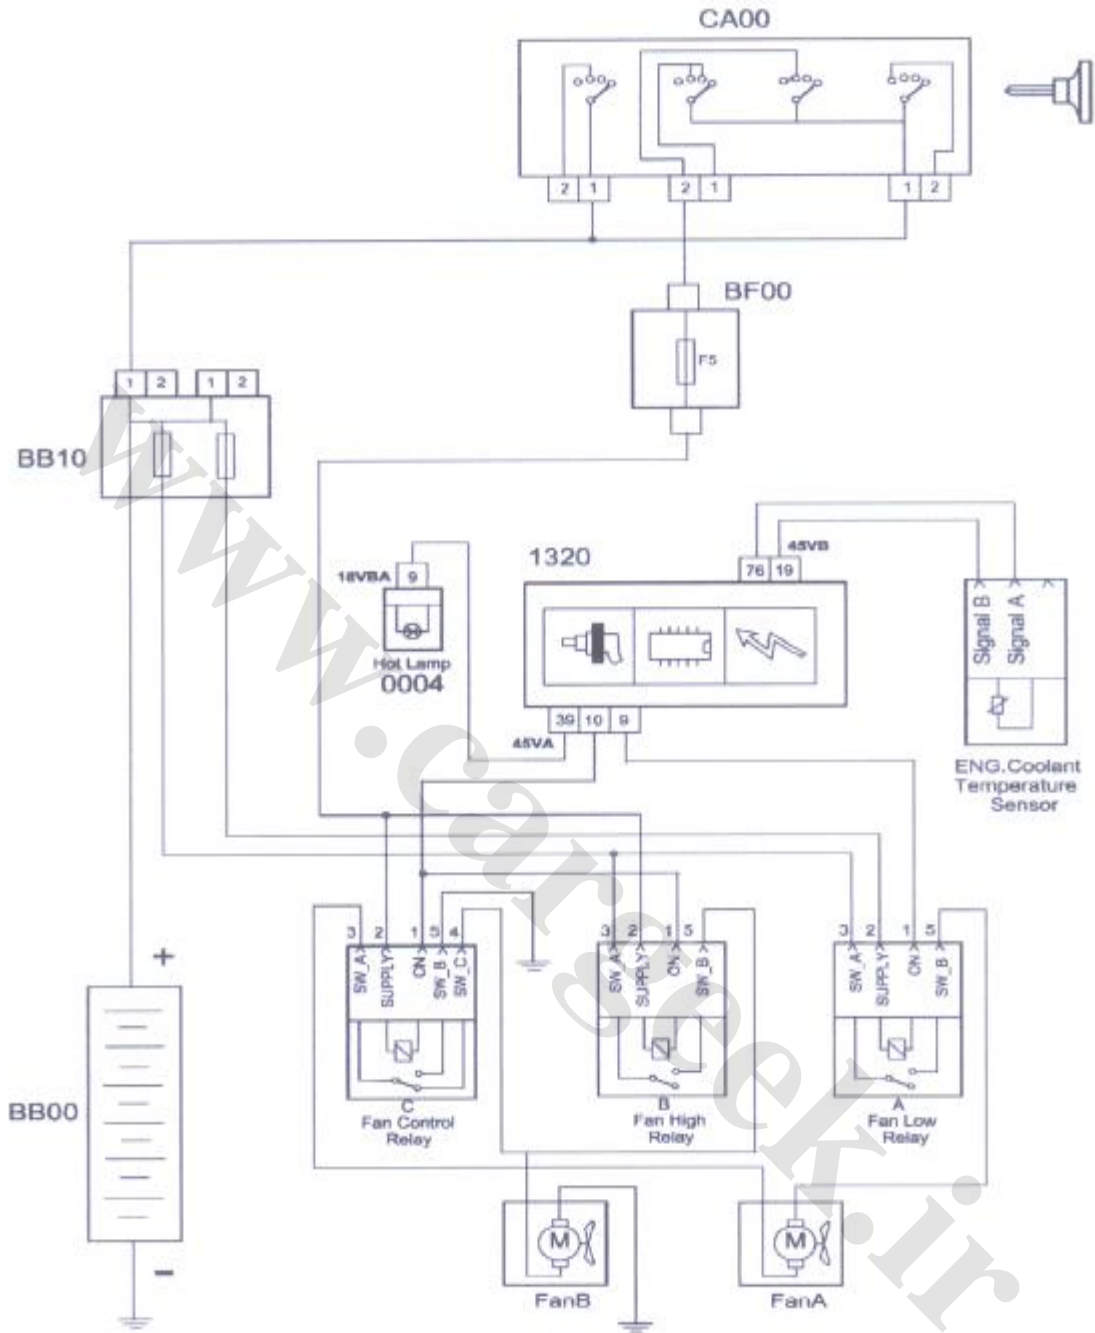 CA00
2 1 2 1 1 2
BF00
F5
1 2 1 2
BB10
1320
76 19
45VB
18VBA 9
Hot Lamp
0004
Signal B
Signal A
39 10 9
45VA
ENG.Coolant
Temperature
Sensor
3 2 1 5 4
SW_A
SUPPLY
ON
SW_B
SW_C
3 2 1 5
SW_A
SUPPLY
ON
SW_B
3 2 1 5
SW_A
SUPPLY
ON
SW_B
C
Fan Control
Relay
B
Fan High
Relay
A
Fan Low
Relay
+
BB00
−
M
FanB
M
FanA
www.cargeek.ir